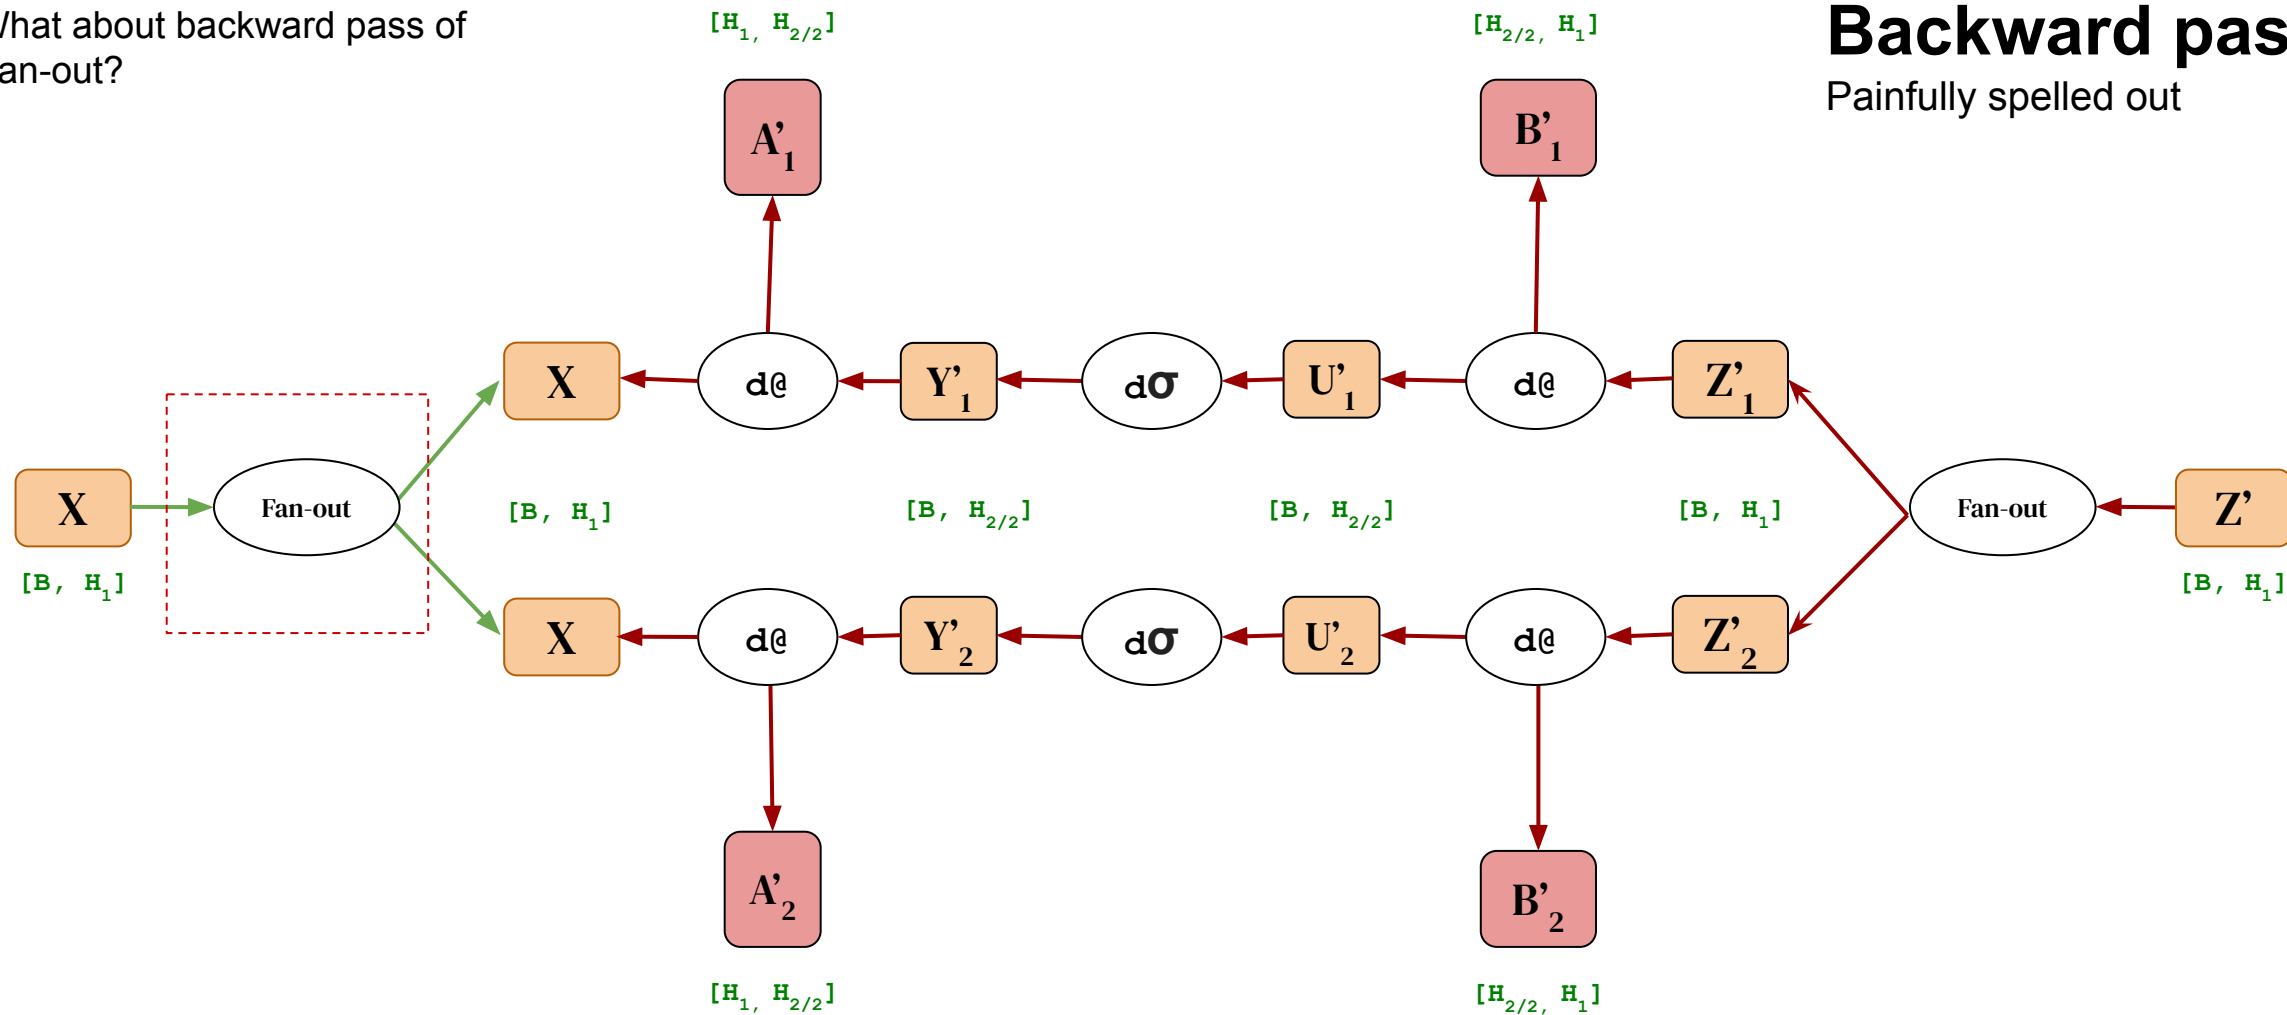 hat about backward pass of
an-out?
Backward pas
Painfully spelled out
[H1, H2/2]
[H2/2, H1]
A’1
B’1
X
d@
Y’1
dσ
U’1
d@
Z’1
X
Fan-out
[B, H1]
[B, H2/2]
[B, H2/2]
[B, H1]
Fan-out
Z’
[B, H1]
[B, H1]
X
d@
Y’2
dσ
U’2
d@
Z’2
A’2
B’2
[H1, H2/2]
[H2/2, H1]